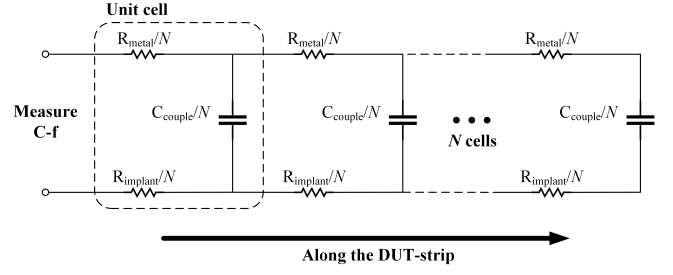 Unit cell
R_metal/N R_metal/N R_metal/N
Measure
C-f
C_couple/N C_couple/N C_couple/N
N cells
R_implant/N R_implant/N R_implant/N
Along the DUT-strip